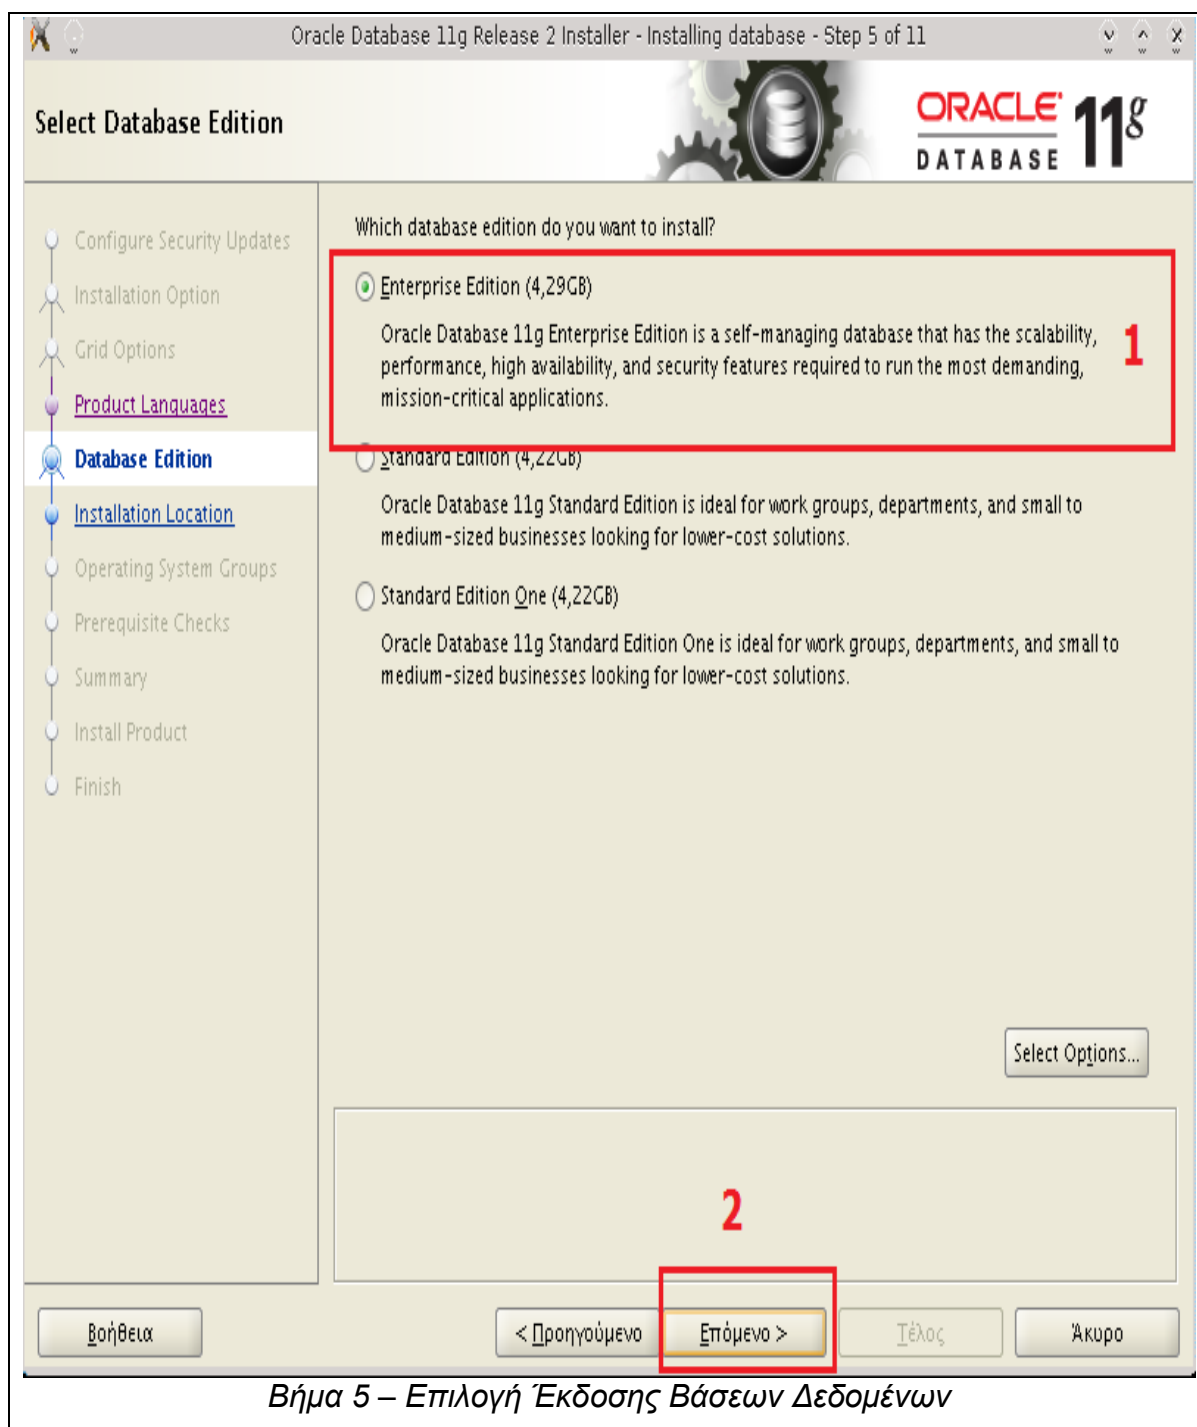 Oracle Database 11g Release 2 Installer - Installing database - Step 5 of 11
Select Database Edition
ORACLE
DATABASE
11g
Configure Security Updates
Installation Option
Grid Options
Product Languages
Database Edition
Installation Location
Operating System Groups
Prerequisite Checks
Summary
Install Product
Finish
Which database edition do you want to install?
Enterprise Edition (4,29GB)
Oracle Database 11g Enterprise Edition is a self-managing database that has the scalability,
performance, high availability, and security features required to run the most demanding,
mission-critical applications.
1
Standard Edition (4,22GB)
Oracle Database 11g Standard Edition is ideal for work groups, departments, and small to
medium-sized businesses looking for lower-cost solutions.
Standard Edition One (4,22GB)
Oracle Database 11g Standard Edition One is ideal for work groups, departments, and small to
medium-sized businesses looking for lower-cost solutions.
Select Options...
2
Βοήθεια
< Προηγούμενο
Επόμενο >
Τέλος
Άκυρο
Βήμα 5 – Επιλογή Έκδοσης Βάσεων Δεδομένων